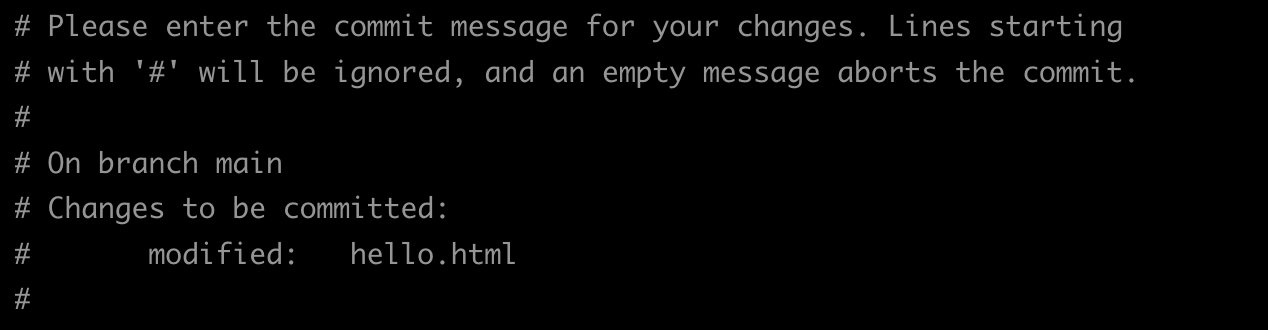 # Please enter the commit message for your changes. Lines starting
# with '#' will be ignored, and an empty message aborts the commit.
#
# On branch main
# Changes to be committed:
#       modified:   hello.html
#